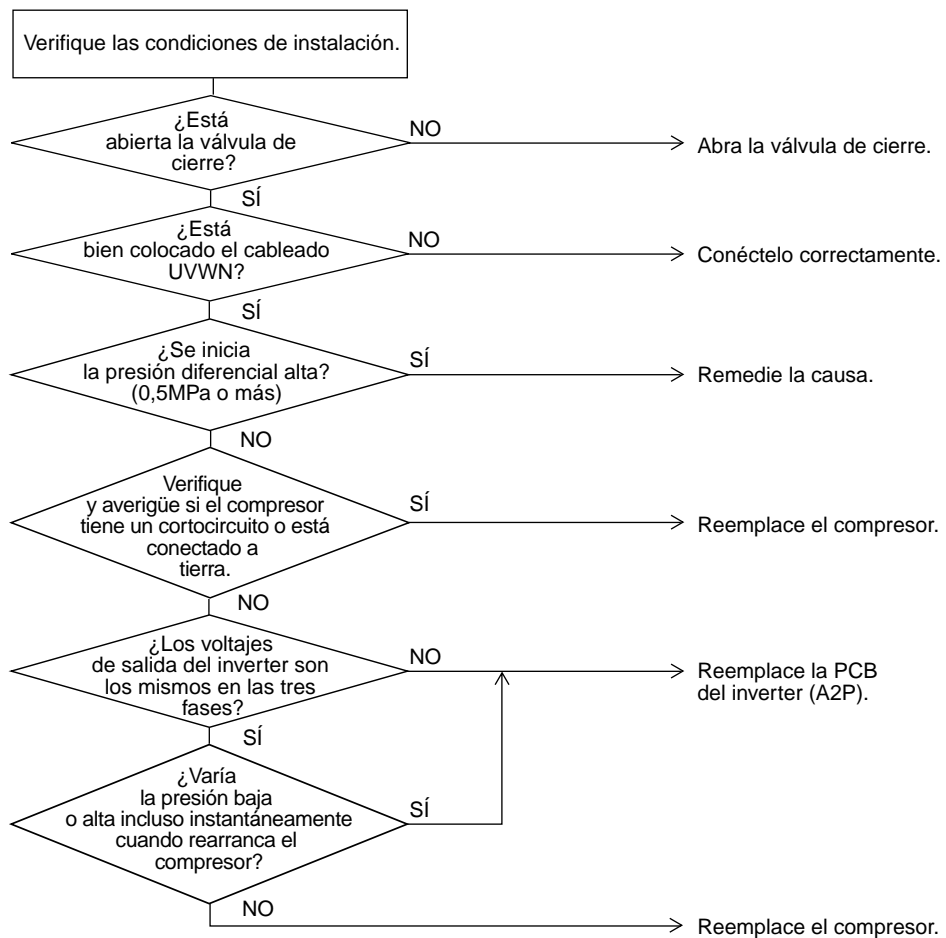 Verifique las condiciones de instalación.
¿Está
abierta la válvula de
cierre?
NO
Abra la válvula de cierre.
SÍ
¿Está
bien colocado el cableado
UVWN?
NO
Conéctelo correctamente.
SÍ
¿Se inicia
la presión diferencial alta?
(0,5MPa o más)
SÍ
Remedie la causa.
NO
Verifique
y averigüe si el compresor
tiene un cortocircuito o está
conectado a
tierra.
SÍ
Reemplace el compresor.
NO
¿Los voltajes
de salida del inverter son
los mismos en las tres
fases?
NO
Reemplace la PCB
del inverter (A2P).
SÍ
¿Varía
la presión baja
o alta incluso instantáneamente
cuando rearranca el
compresor?
SÍ
NO
Reemplace el compresor.